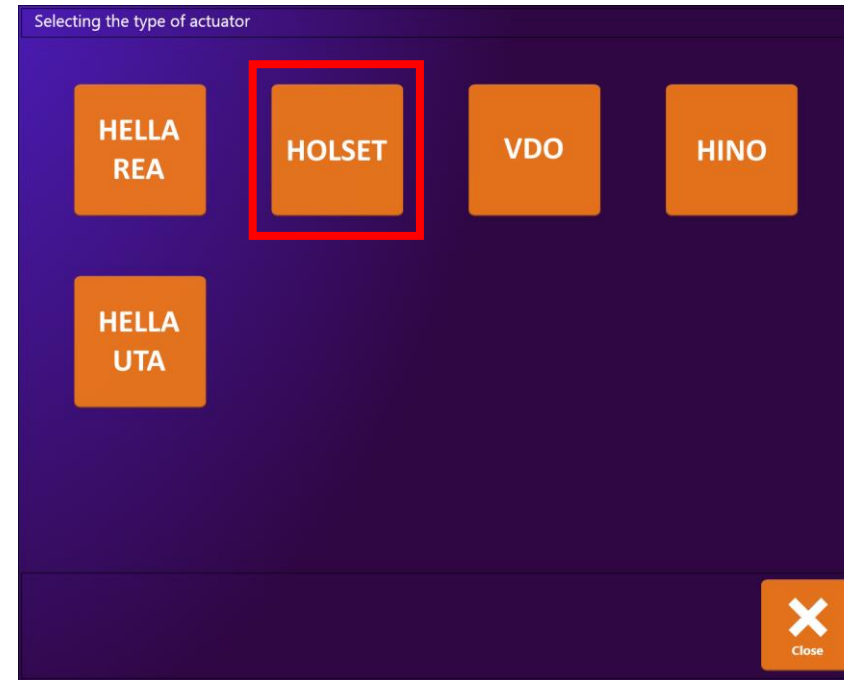 Selecting the type of actuator
HELLA
REA
HOLSET
VDO
HINO
HELLA
UTA
Close